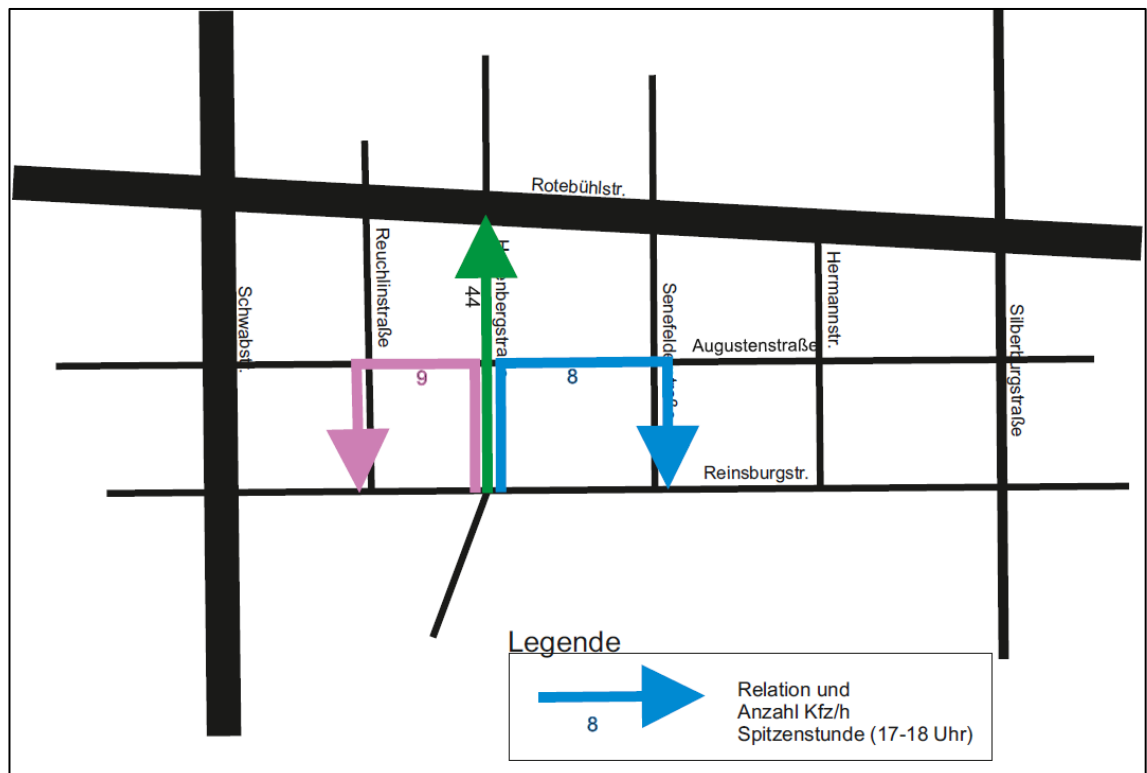 Rotebühlstr.
Reuchlinstraße
44
Schwabstr.
Hermannstr.
Silberburgstraße
Augustenstraße
9
8
Reinsburgstr.
Legende
8
Relation und
Anzahl Kfz/h
Spitzenstunde (17-18 Uhr)